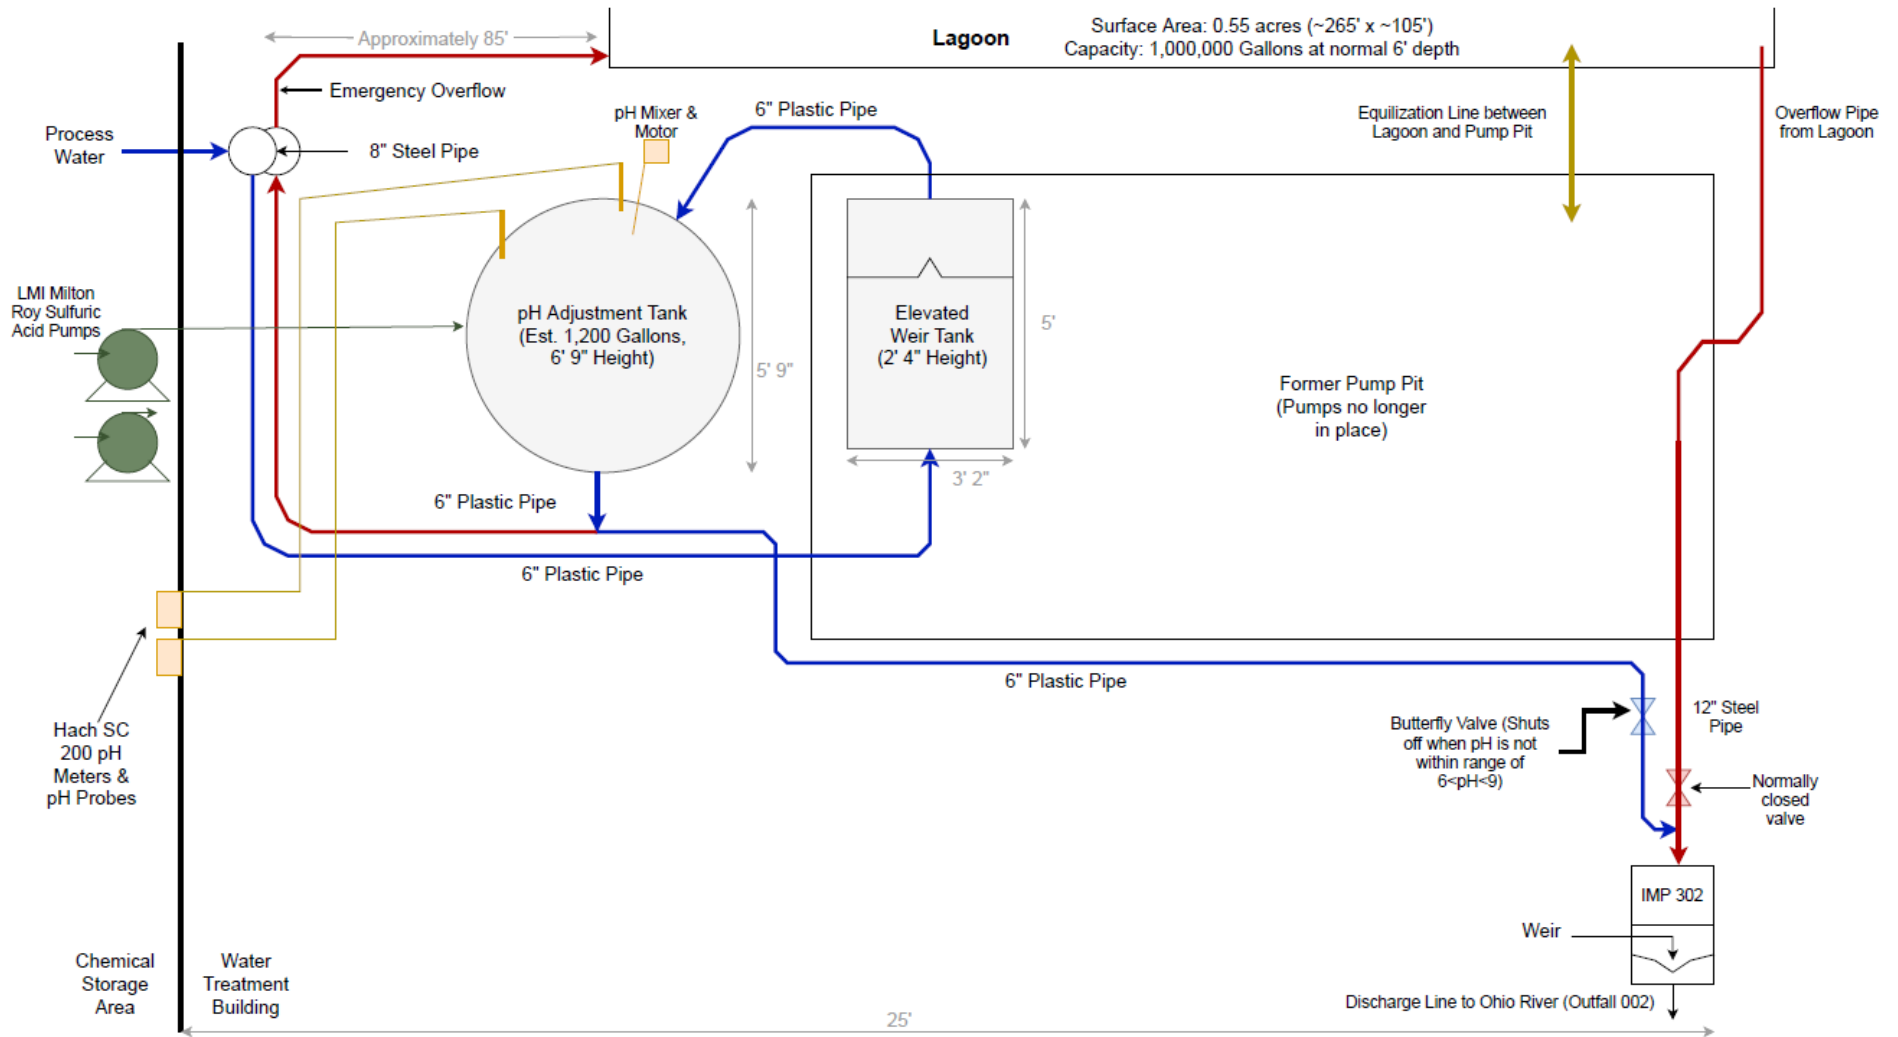 Approximately 85'
Lagoon
Surface Area: 0.55 acres (~265' x ~105')
Capacity: 1,000,000 Gallons at normal 6' depth
Emergency Overflow
Process
Water
8" Steel Pipe
pH Mixer &
Motor
6" Plastic Pipe
Equilization Line between
Lagoon and Pump Pit
Overflow Pipe
from Lagoon
LMI Milton
Roy Sulfuric
Acid Pumps
pH Adjustment Tank
(Est. 1,200 Gallons,
6' 9" Height)
5' 9"
Elevated
Weir Tank
(2' 4" Height)
5'
3' 2"
Former Pump Pit
(Pumps no longer
in place)
6" Plastic Pipe
6" Plastic Pipe
6" Plastic Pipe
Hach SC
200 pH
Meters &
pH Probes
Butterfly Valve (Shuts
off when pH is not
within range of
6<pH<9)
12" Steel
Pipe
Normally
closed
valve
IMP 302
Weir
Discharge Line to Ohio River (Outfall 002)
Chemical
Storage
Area
Water
Treatment
Building
25'